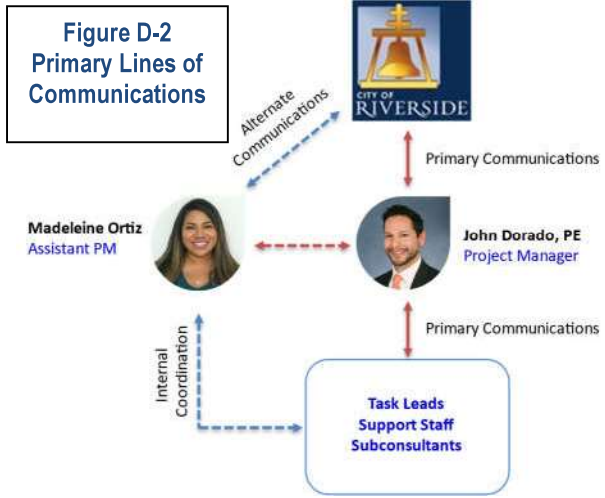 Figure D-2
Primary Lines of
Communications
CITY OF
RIVERSIDE
Alternate
Communications
Primary Communications
Madeleine Ortiz
Assistant PM
John Dorado, PE
Project Manager
Primary Communications
Internal
Coordination
Task Leads
Support Staff
Subconsultants